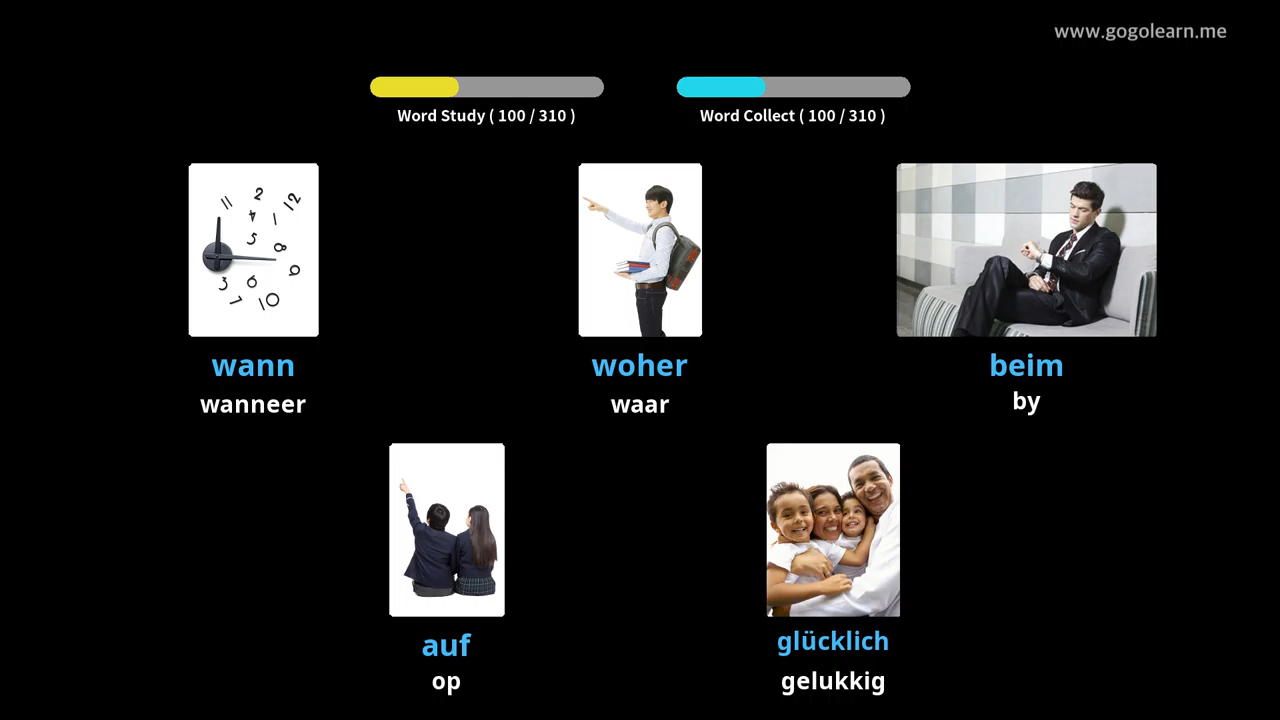 www.gogolearn.me
Word Study ( 100 / 310 )
Word Collect ( 100 / 310 )
wann
wanneer
woher
waar
beim
by
auf
op
glücklich
gelukkig